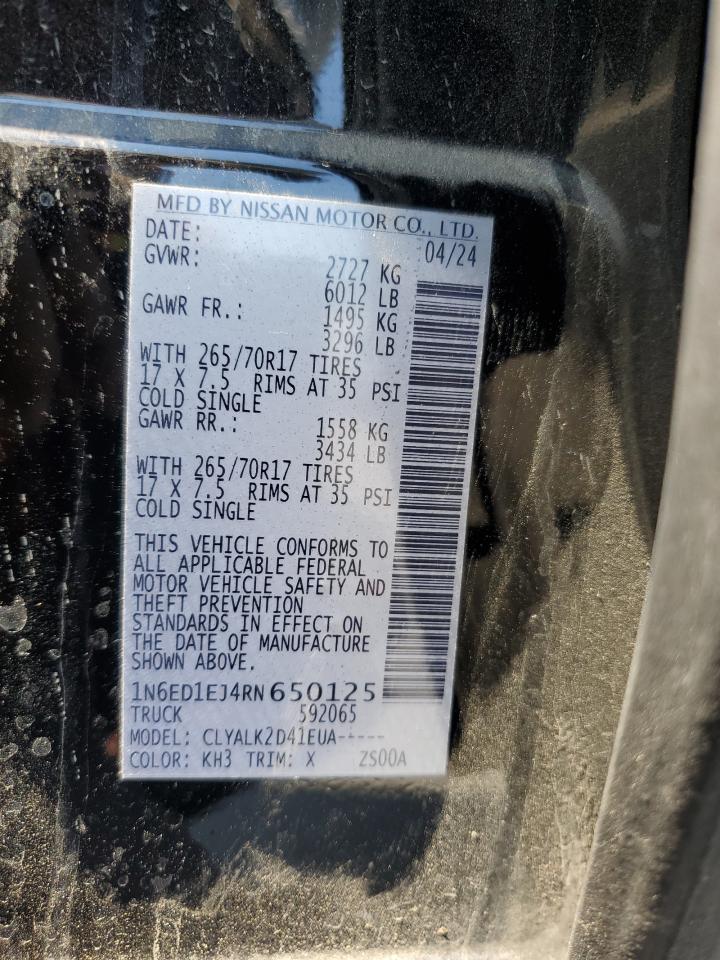 MFD BY NISSAN MOTOR CO., LTD.
DATE: 04/24
GVWR: 2727 KG
6012 LB
GAWR FR.: 1495 KG
3296 LB
WITH 265/70R17 TIRES
17 X 7.5 RIMS AT 35 PSI
COLD SINGLE
GAWR RR.: 1558 KG
3434 LB
WITH 265/70R17 TIRES
17 X 7.5 RIMS AT 35 PSI
COLD SINGLE
THIS VEHICLE CONFORMS TO
ALL APPLICABLE FEDERAL
MOTOR VEHICLE SAFETY AND
THEFT PREVENTION
STANDARDS IN EFFECT ON
THE DATE OF MANUFACTURE
SHOWN ABOVE.
1N6ED1EJ4RN650125
TRUCK 592065
MODEL: CLYALK2D41EUA-----
COLOR: KH3 TRIM: X ZS00A